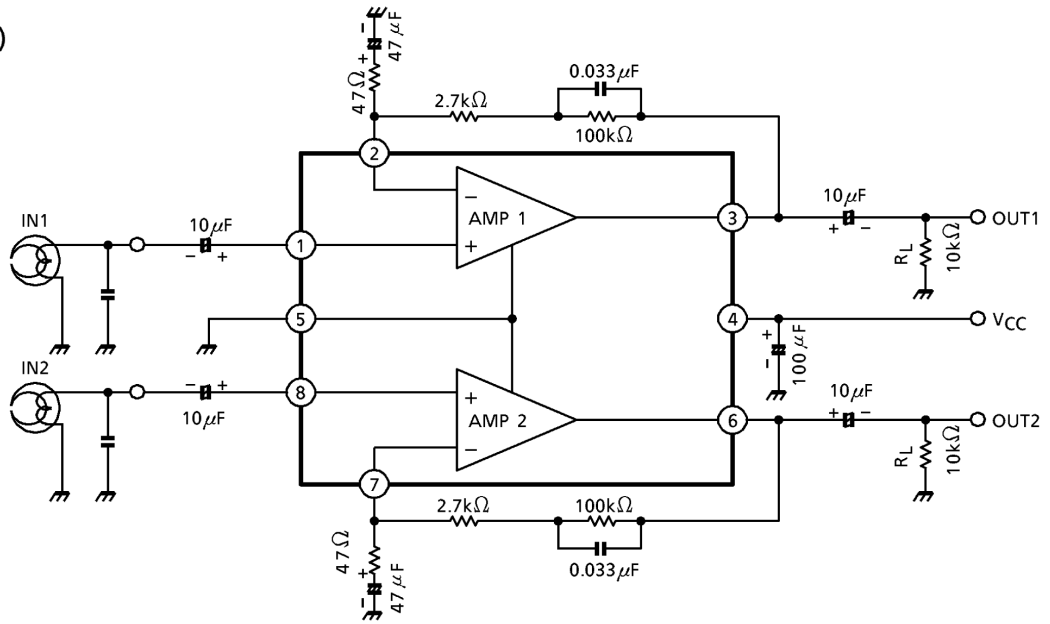 )
47Ω
+
-
47μF
0.033μF
2.7kΩ
100kΩ
2
-
AMP 1
+
IN1
10μF
- +
1
3
10μF
+ -
OUT1
RL
10kΩ
5
4
VCC
+
-
100μF
IN2
- +
10μF
8
+
AMP 2
-
6
10μF
+ -
OUT2
RL
10kΩ
7
2.7kΩ
100kΩ
0.033μF
47Ω
+
-
47μF